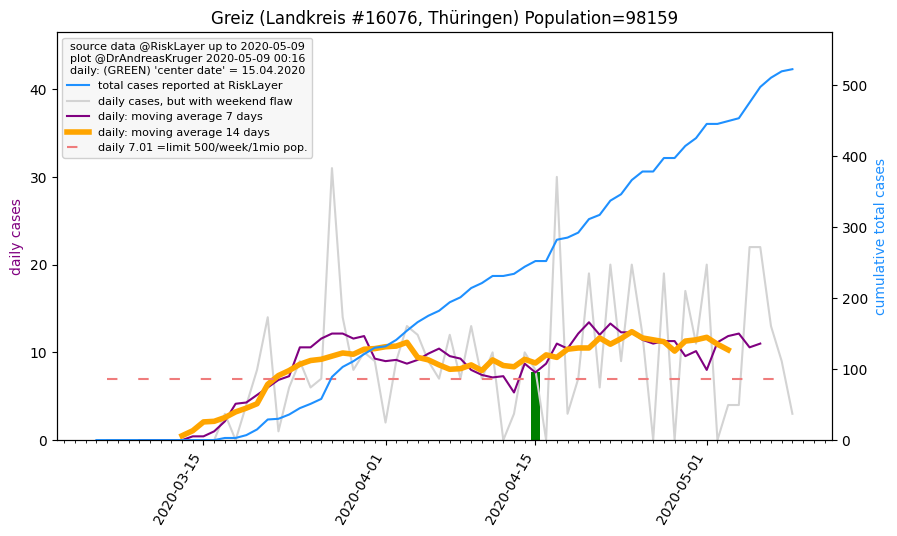 Greiz (Landkreis #16076, Thüringen) Population=98159
source data @RiskLayer up to 2020-05-09
plot @DrAndreasKruger 2020-05-09 00:16
daily: (GREEN) 'center date' = 15.04.2020
total cases reported at RiskLayer
daily cases, but with weekend flaw
daily: moving average 7 days
daily: moving average 14 days
daily 7.01 =limit 500/week/1mio pop.
daily cases
40
30
20
10
0
cumulative total cases
500
400
300
200
100
0
2020-03-15
2020-04-01
2020-04-15
2020-05-01